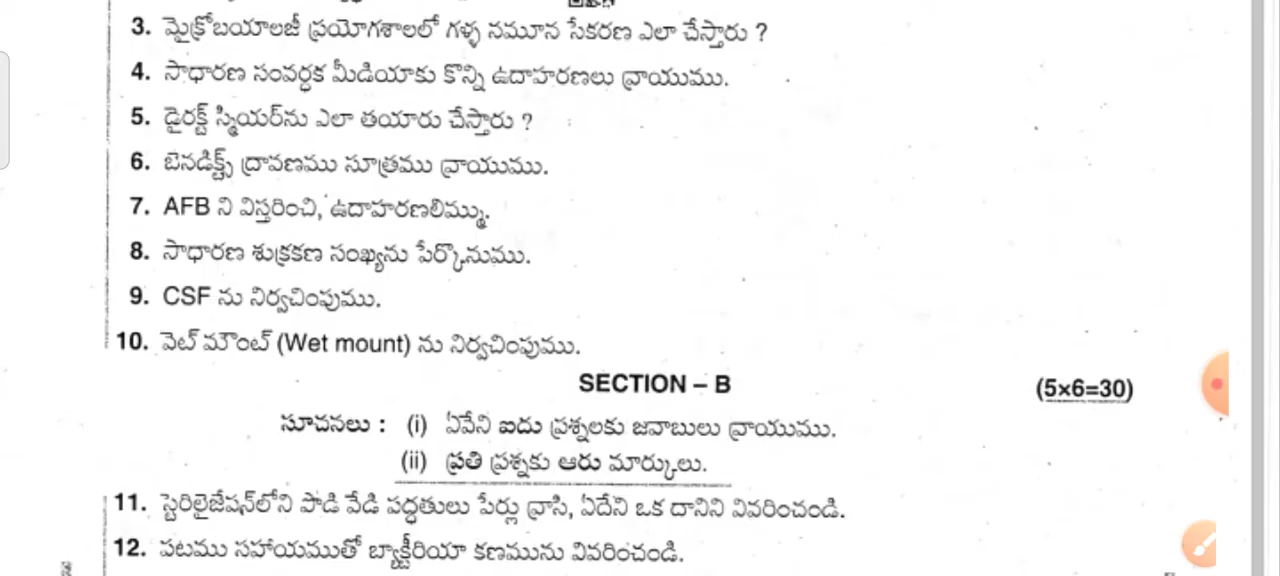 3. మైక్రోబయాలజీ ప్రయోగశాలలో గళ్ళ నమూన సేకరణ ఎలా చేస్తారు ?
4. సాధారణ సంవర్ధక మీడియాకు కొన్ని ఉదాహరణలు వ్రాయుము.
5. డైరక్ట్ స్మియర్‌ను ఎలా తయారు చేస్తారు ?
6. బెనడిక్ట్స్ ద్రావణము సూత్రము వ్రాయుము.
7. AFB ని విస్తరించి, ఉదాహరణలిమ్ము.
8. సాధారణ శుక్రకణ సంఖ్యను పేర్కొనుము.
9. CSF ను నిర్వచింపుము.
10. వెట్ మౌంట్ (Wet mount) ను నిర్వచింపుము.
SECTION – B (5×6=30)
సూచనలు : (i) ఏవేని ఐదు ప్రశ్నలకు జవాబులు వ్రాయుము.
(ii) ప్రతి ప్రశ్నకు ఆరు మార్కులు.
11. స్టెరిలైజేషన్‌లోని పొడి వేడి పద్ధతులు పేర్లు వ్రాసి, ఏదేని ఒక దానిని వివరించండి.
12. పటము సహాయముతో బ్యాక్టీరియా కణమును వివరించండి.